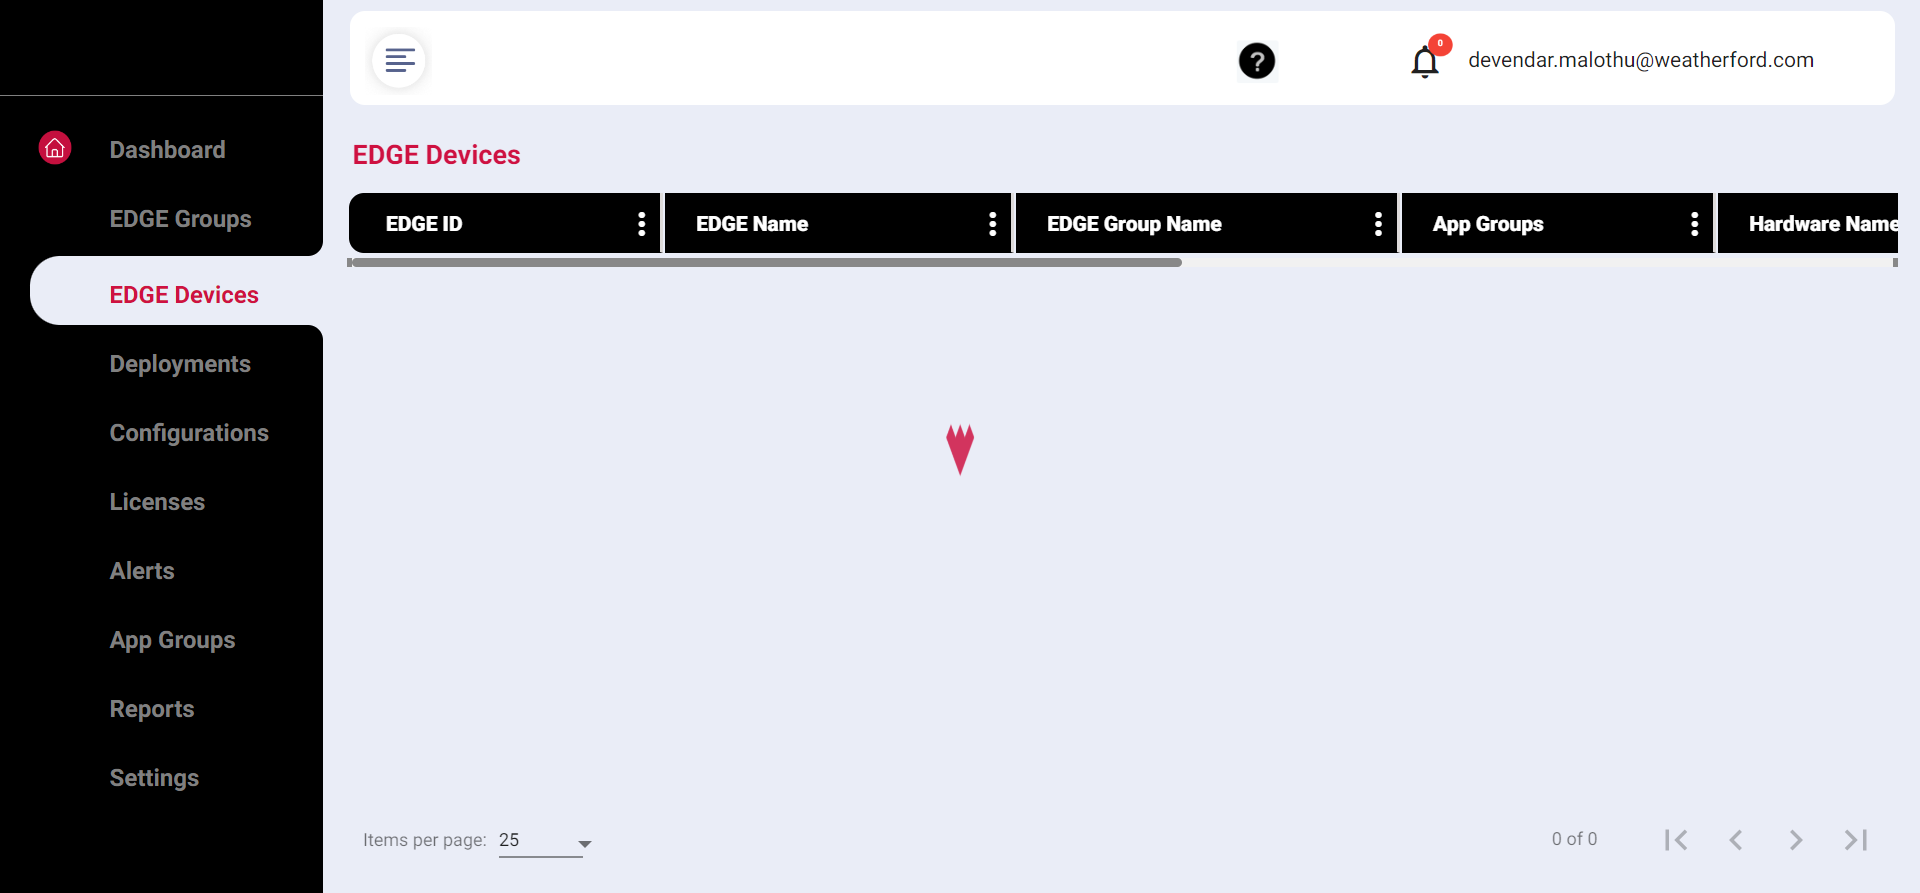 ?
0
devendar.malothu@weatherford.com
Dashboard
EDGE Groups
EDGE Devices
Deployments
Configurations
Licenses
Alerts
App Groups
Reports
Settings
EDGE Devices
EDGE ID EDGE Name EDGE Group Name App Groups Hardware Name
Items per page: 25
0 of 0